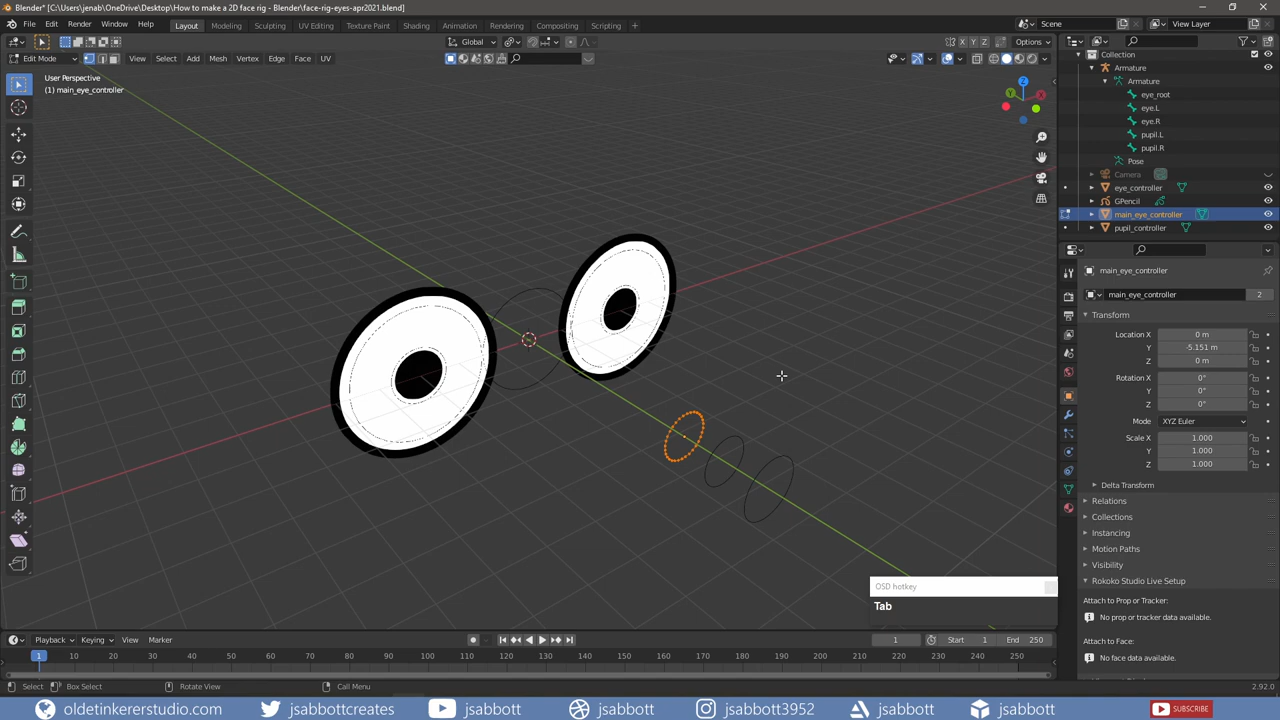 Blender* [C:\Users\jenab\OneDrive\Desktop\How to make a 2D face rig - Blender\face-rig-eyes-apr2021.blend]
File Edit Render Window Help Layout Modeling Sculpting UV Editing Texture Paint Shading Animation Rendering Compositing Scripting Scene View Layer
Global X Y Z Options
Edit Mode View Select Add Mesh Vertex Edge Face UV
User Perspective
(1) main_eye_controller
Z
Y
X
Collection
Armature
Armature
eye_root
eye.L
eye.R
pupil.L
pupil.R
Pose
Camera
eye_controller
GPencil
main_eye_controller
pupil_controller
main_eye_controller
main_eye_controller 2
Transform
Location X 0 m
Y -5.151 m
Z 0 m
Rotation X 0°
Y 0°
Z 0°
Mode XYZ Euler
Scale X 1.000
Y 1.000
Z 1.000
Delta Transform
Relations
Collections
Instancing
Motion Paths
Visibility
Rokoko Studio Live Setup
Attach to Prop or Tracker:
No prop or tracker data available.
Attach to Face:
No face data available.
OSD hotkey
Tab
Playback Keying View Marker 1 Start 1 End 250
1 10 20 30 40 50 60 70 80 90 100 110 120 130 140 150 160 170 180 190 200 210 220 230 240 250
Select Box Select Rotate View Call Menu 2.92.0
oldetinkererstudio.com jsabbottcreates jsabbott jsabbott jsabbott3952 jsabbott jsabbott SUBSCRIBE